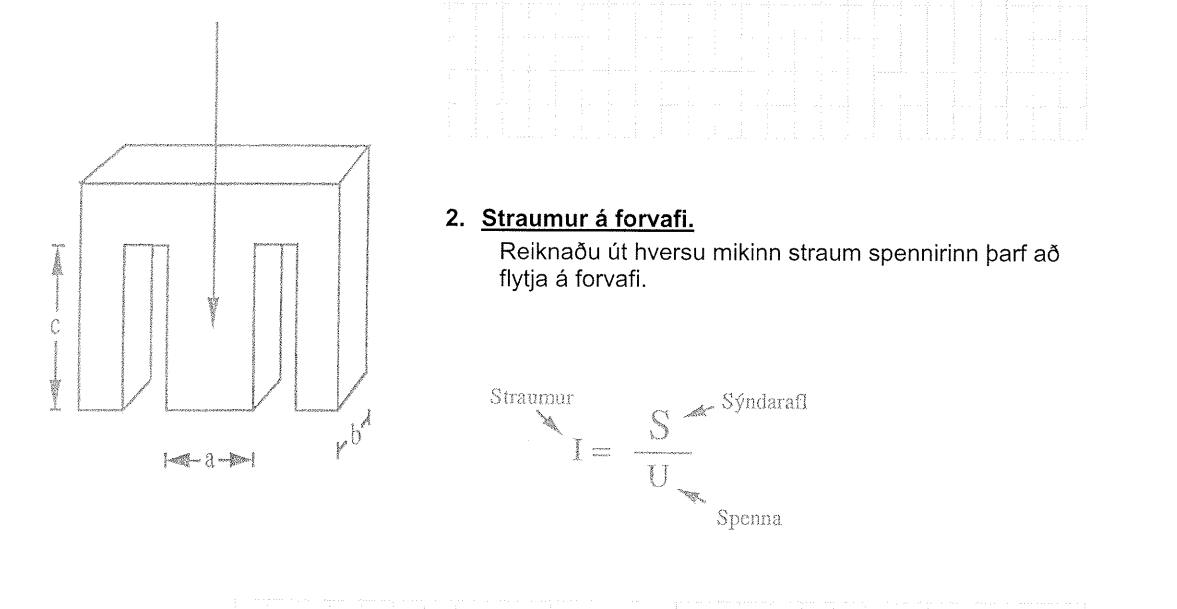 2. Straumur á forvafi.
Reiknaðu út hversu mikinn straum spennirinn þarf að
flytja á forvafi.
c
a
b
Straumur
Sýndarafl
I = S
U
Spenna